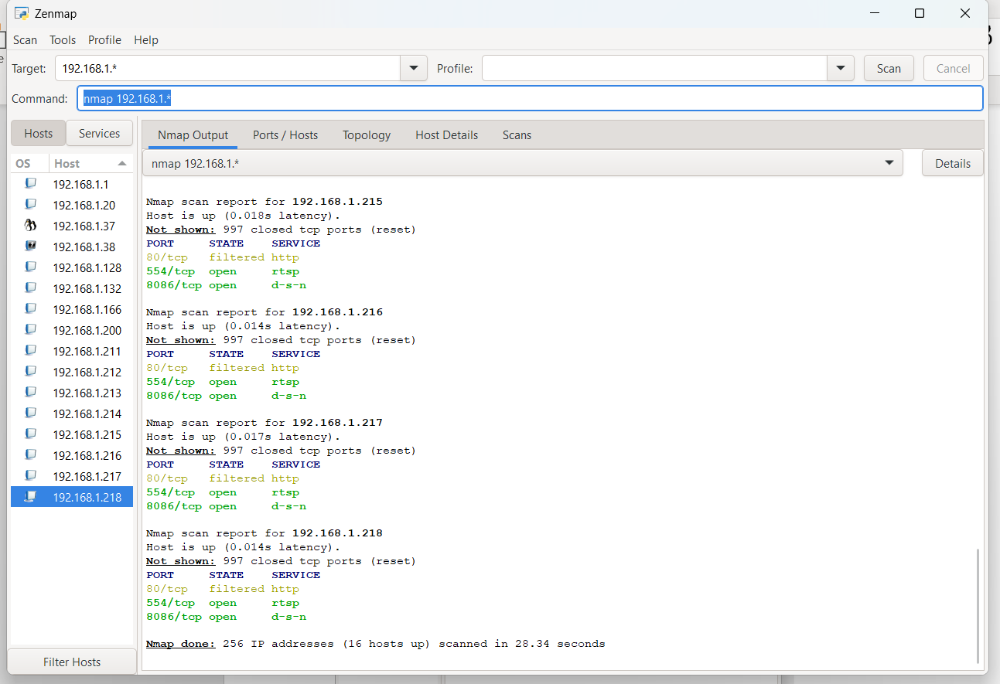 Zenmap
Scan Tools Profile Help
Target: 192.168.1.* Profile: Scan Cancel
Command: nmap 192.168.1.*
Hosts Services
Nmap Output Ports / Hosts Topology Host Details Scans
OS Host
nmap 192.168.1.* Details
192.168.1.1
192.168.1.20
192.168.1.37
192.168.1.38
192.168.1.128
192.168.1.132
192.168.1.166
192.168.1.200
192.168.1.211
192.168.1.212
192.168.1.213
192.168.1.214
192.168.1.215
192.168.1.216
192.168.1.217
192.168.1.218
Filter Hosts
Nmap scan report for 192.168.1.215
Host is up (0.018s latency).
Not shown: 997 closed tcp ports (reset)
PORT STATE SERVICE
80/tcp filtered http
554/tcp open rtsp
8086/tcp open d-s-n
Nmap scan report for 192.168.1.216
Host is up (0.014s latency).
Not shown: 997 closed tcp ports (reset)
PORT STATE SERVICE
80/tcp filtered http
554/tcp open rtsp
8086/tcp open d-s-n
Nmap scan report for 192.168.1.217
Host is up (0.017s latency).
Not shown: 997 closed tcp ports (reset)
PORT STATE SERVICE
80/tcp filtered http
554/tcp open rtsp
8086/tcp open d-s-n
Nmap scan report for 192.168.1.218
Host is up (0.014s latency).
Not shown: 997 closed tcp ports (reset)
PORT STATE SERVICE
80/tcp filtered http
554/tcp open rtsp
8086/tcp open d-s-n
Nmap done: 256 IP addresses (16 hosts up) scanned in 28.34 seconds